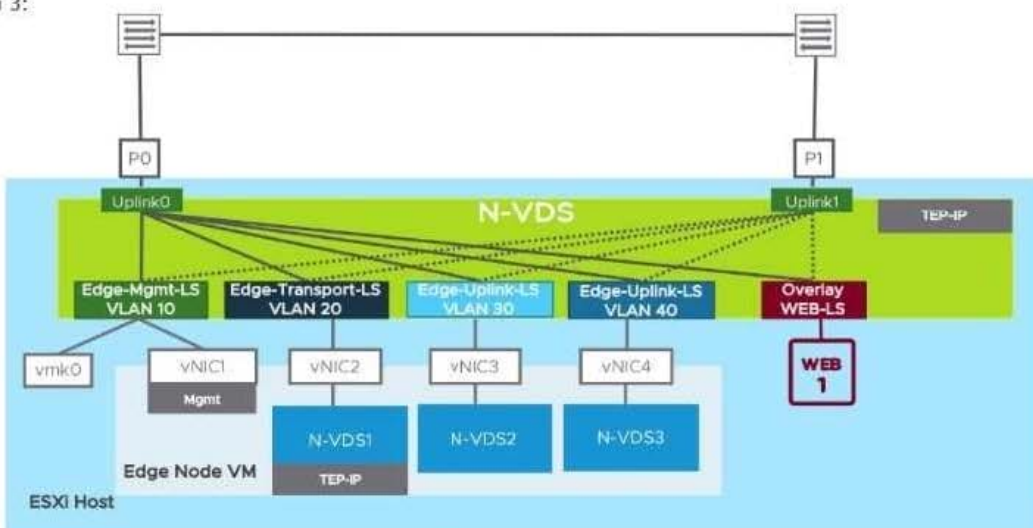 3:
P0
P1
Uplink0
N-VDS
Uplink1
TEP-IP
Edge-Mgmt-LS
VLAN 10
Edge-Transport-LS
VLAN 20
Edge-Uplink-LS
VLAN 30
Edge-Uplink-LS
VLAN 40
Overlay
WEB-LS
vmk0
vNIC1
Mgmt
vNIC2
vNIC3
vNIC4
WEB
1
N-VDS1
TEP-IP
N-VDS2
N-VDS3
Edge Node VM
ESXi Host